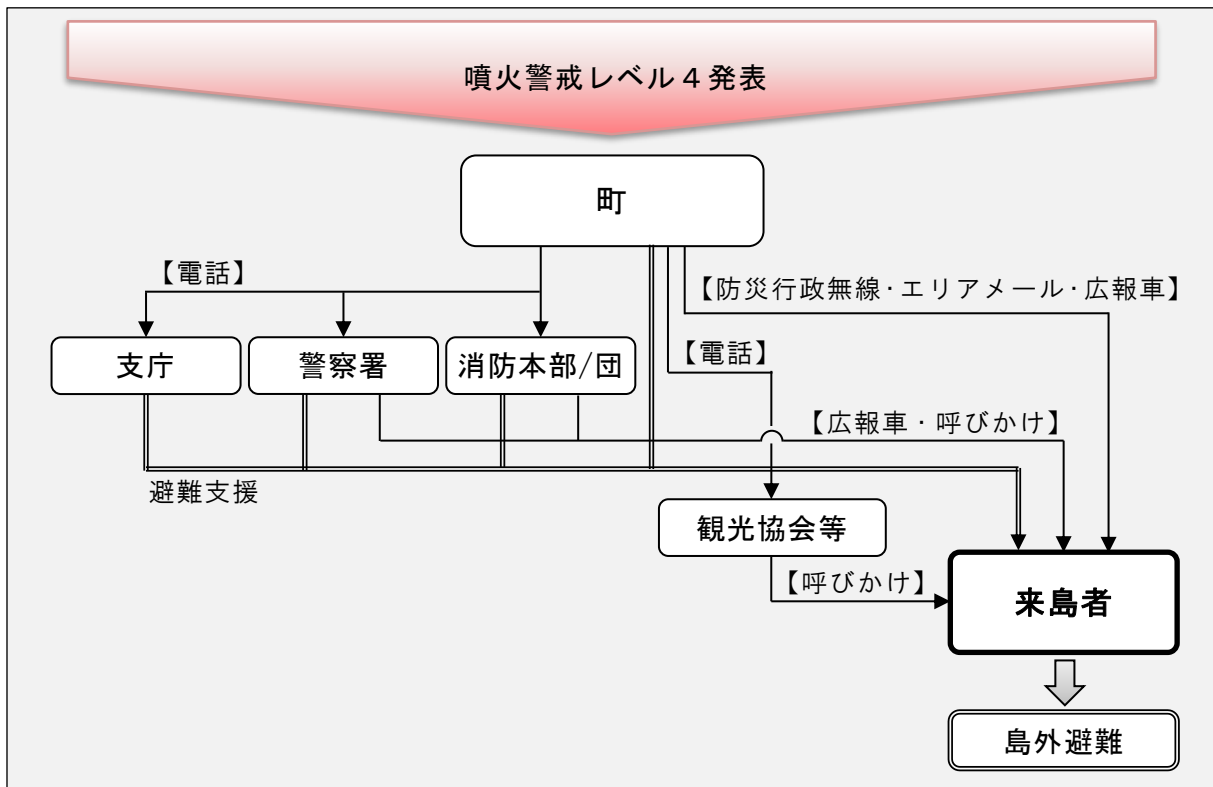 噴火警戒レベル４発表
町
【電話】
【防災行政無線･エリアメール･広報車】
支庁
警察署
消防本部/団
【電話】
【広報車・呼びかけ】
避難支援
観光協会等
【呼びかけ】
来島者
島外避難